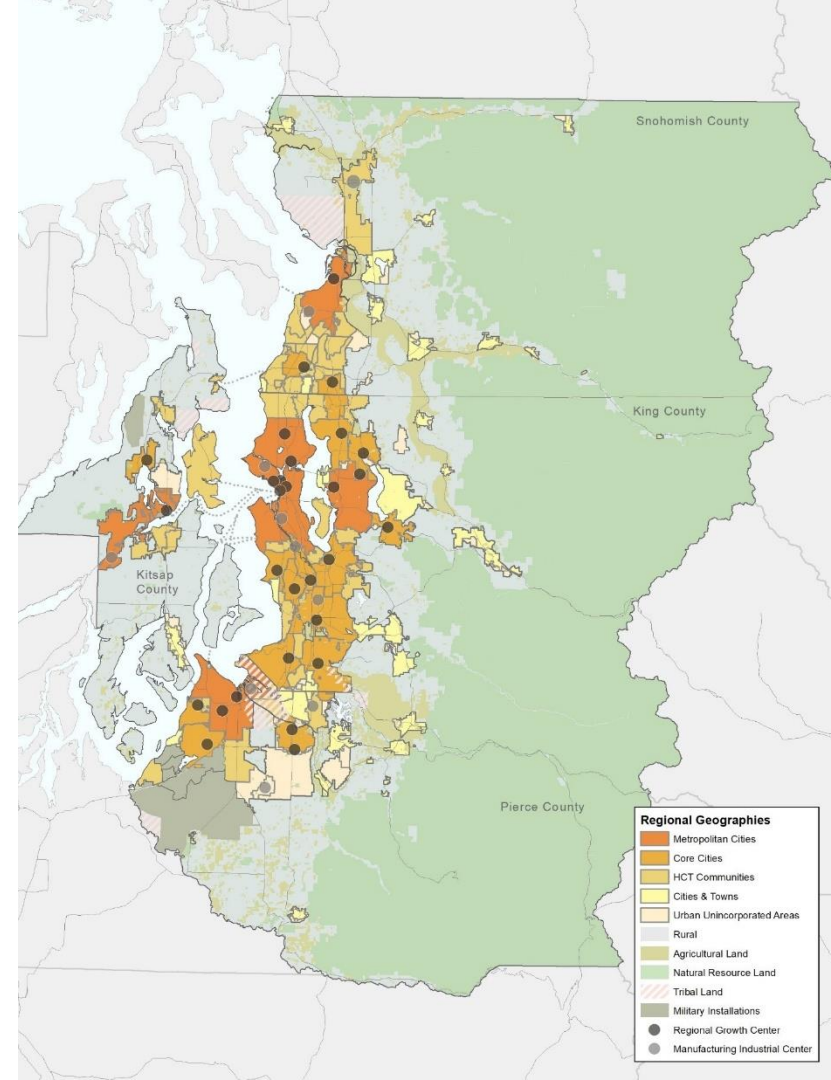 Snohomish County
King County
Kitsap
County
Pierce County
Regional Geographies
Metropolitan Cities
Core Cities
HCT Communities
Cities & Towns
Urban Unincorporated Areas
Rural
Agricultural Land
Natural Resource Land
Tribal Land
Military Installations
Regional Growth Center
Manufacturing Industrial Center